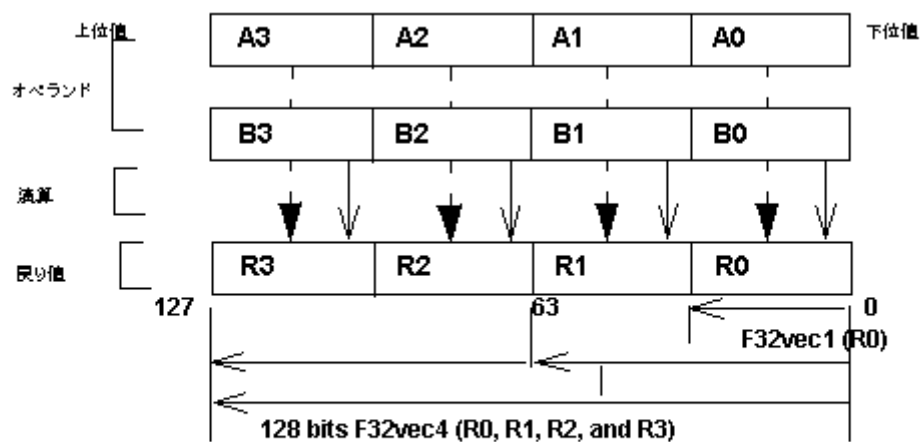 上位値 A3 A2 A1 A0 下位値
オペランド
B3 B2 B1 B0
演算
戻り値 R3 R2 R1 R0
127 63 0
F32vec1 (R0)
128 bits F32vec4 (R0, R1, R2, and R3)